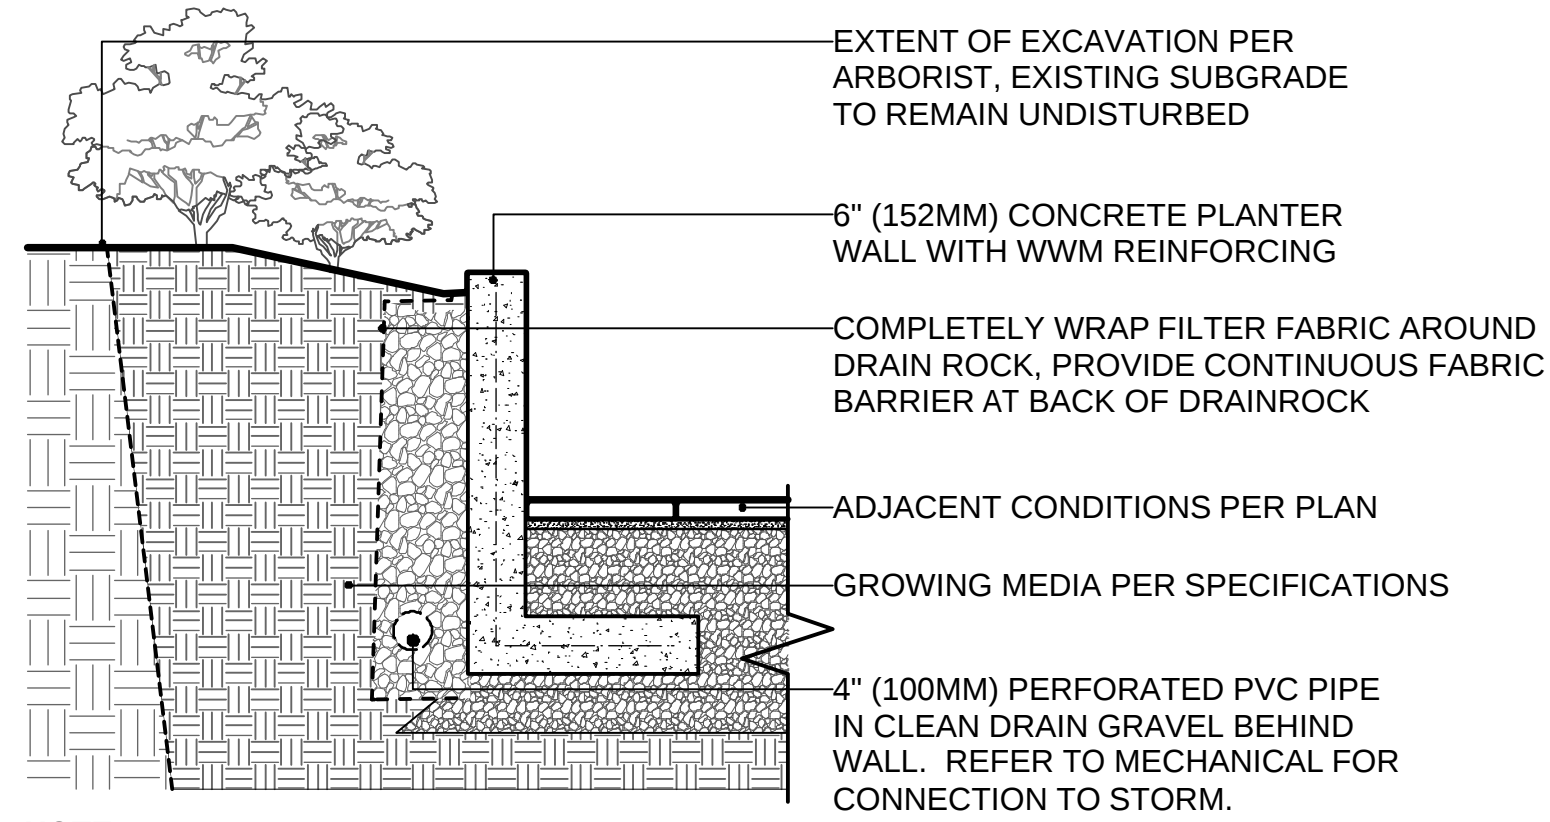 EXTENT OF EXCAVATION PER
ARBORIST, EXISTING SUBGRADE
TO REMAIN UNDISTURBED
6" (152MM) CONCRETE PLANTER
WALL WITH WWM REINFORCING
COMPLETELY WRAP FILTER FABRIC AROUND
DRAIN ROCK, PROVIDE CONTINUOUS FABRIC
BARRIER AT BACK OF DRAINROCK
ADJACENT CONDITIONS PER PLAN
GROWING MEDIA PER SPECIFICATIONS
4" (100MM) PERFORATED PVC PIPE
IN CLEAN DRAIN GRAVEL BEHIND
WALL.  REFER TO MECHANICAL FOR
CONNECTION TO STORM.